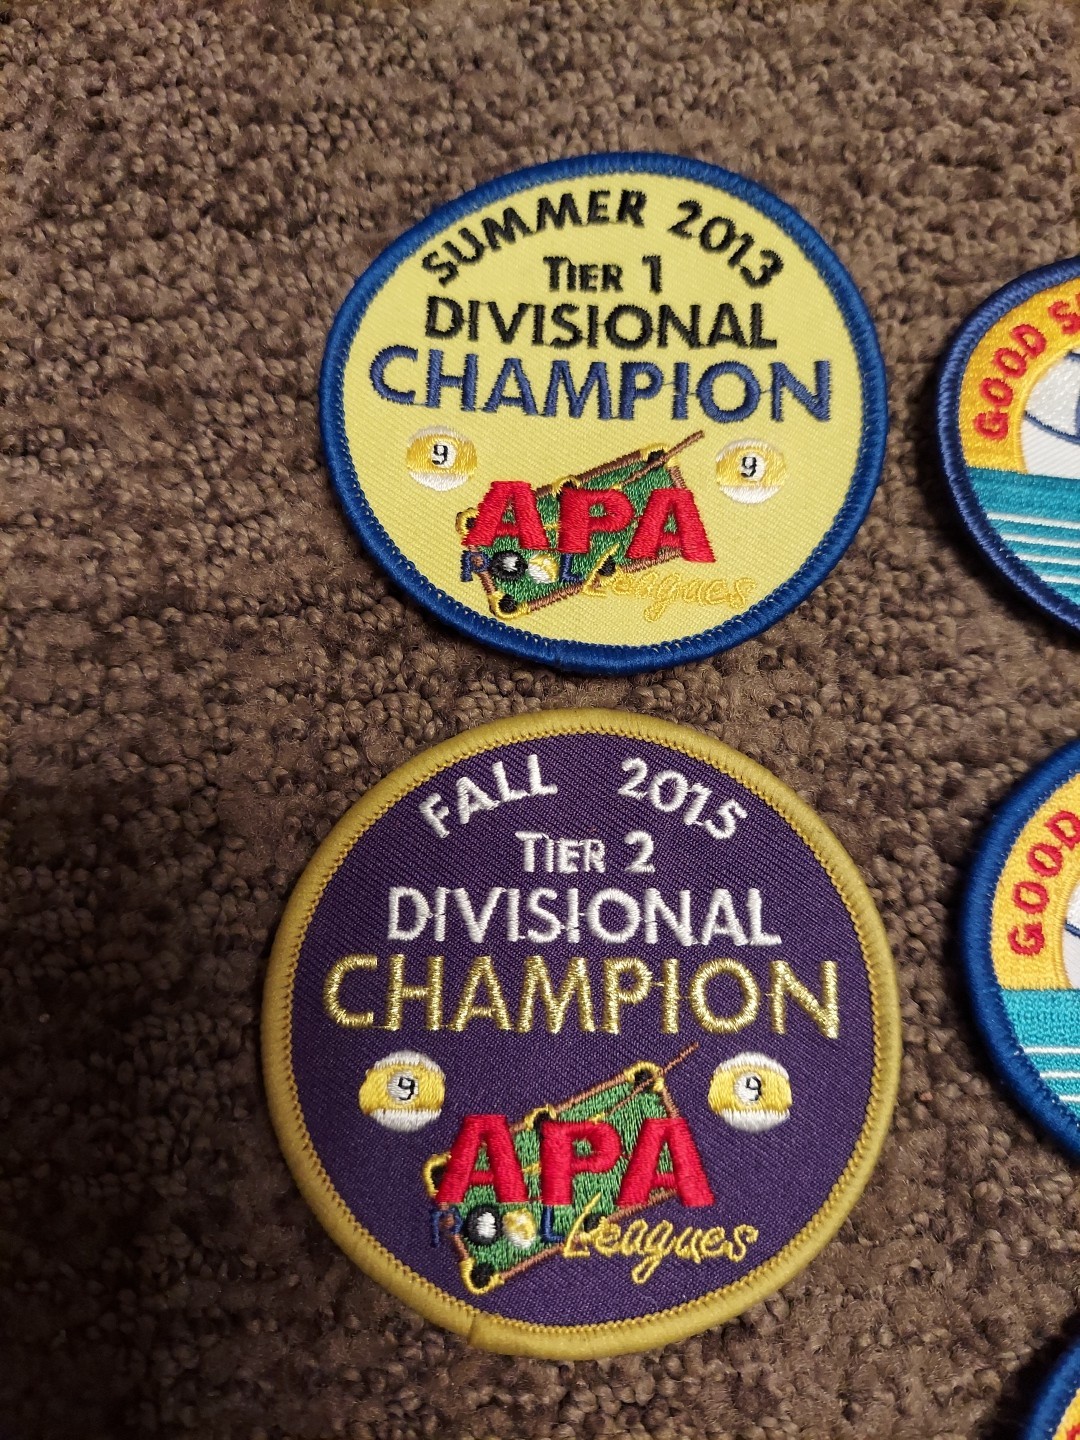 SUMMER 2013
TIER 1
DIVISIONAL
CHAMPION
9 9
APA
POOL Leagues
FALL 2015
TIER 2
DIVISIONAL
CHAMPION
9 9
APA
POOL Leagues
GOOD
GOOD